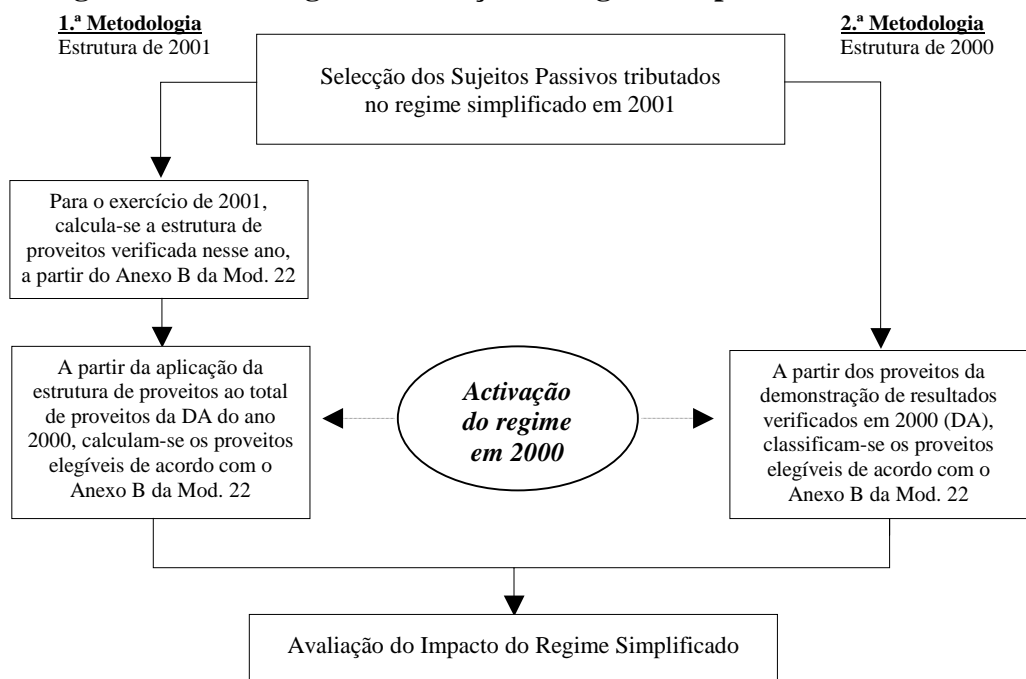 1.ª Metodologia
Estrutura de 2001
2.ª Metodologia
Estrutura de 2000
Selecção dos Sujeitos Passivos tributados
no regime simplificado em 2001
Para o exercício de 2001,
calcula-se a estrutura de
proveitos verificada nesse ano,
a partir do Anexo B da Mod. 22
A partir da aplicação da
estrutura de proveitos ao total
de proveitos da DA do ano
2000, calculam-se os proveitos
elegíveis de acordo com o
Anexo B da Mod. 22
Activação
do regime
em 2000
A partir dos proveitos da
demonstração de resultados
verificados em 2000 (DA),
classificam-se os proveitos
elegíveis de acordo com o
Anexo B da Mod. 22
Avaliação do Impacto do Regime Simplificado